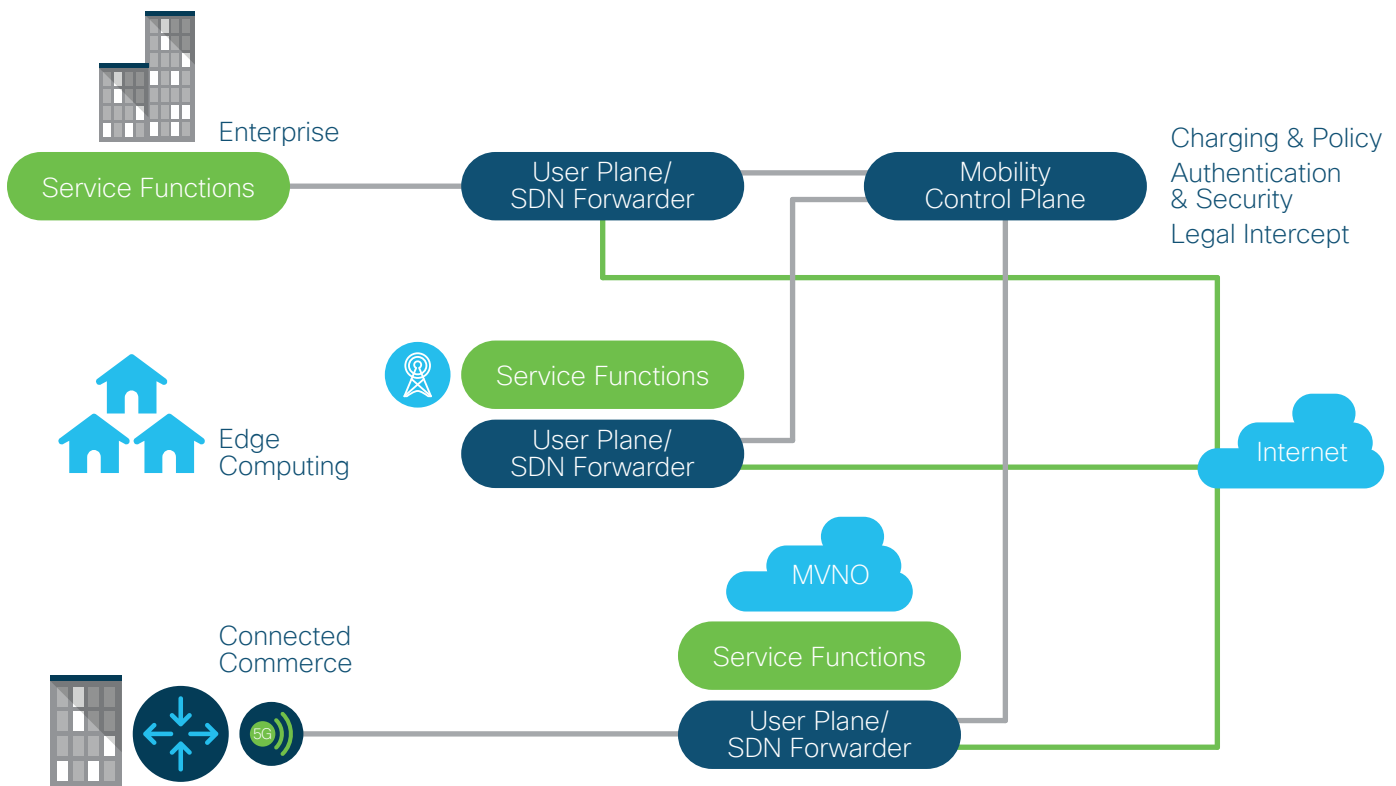 Enterprise
Service Functions
User Plane/
SDN Forwarder
Mobility
Control Plane
Charging & Policy
Authentication
& Security
Legal Intercept
Service Functions
Edge
Computing
User Plane/
SDN Forwarder
Internet
MVNO
Connected
Commerce
Service Functions
5G
User Plane/
SDN Forwarder